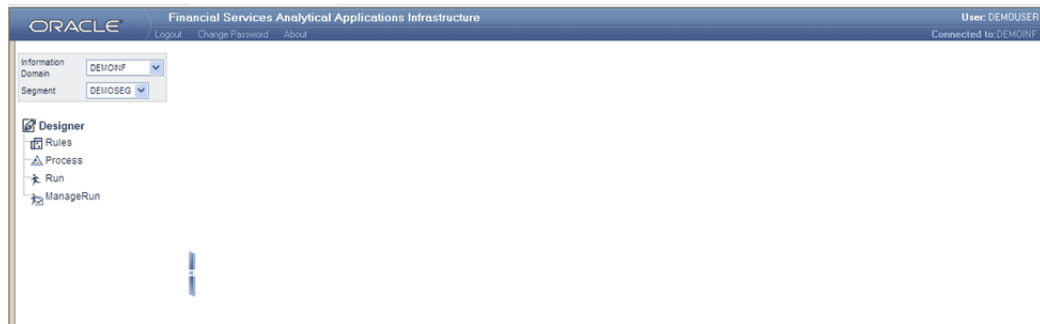 ORACLE
Financial Services Analytical Applications Infrastructure
User: DEMOUSER
Logout Change Password About
Connected to:DEMOINF
Information Domain
DEMOINF
Segment
DEMOSEG
Designer
Rules
Process
Run
ManageRun